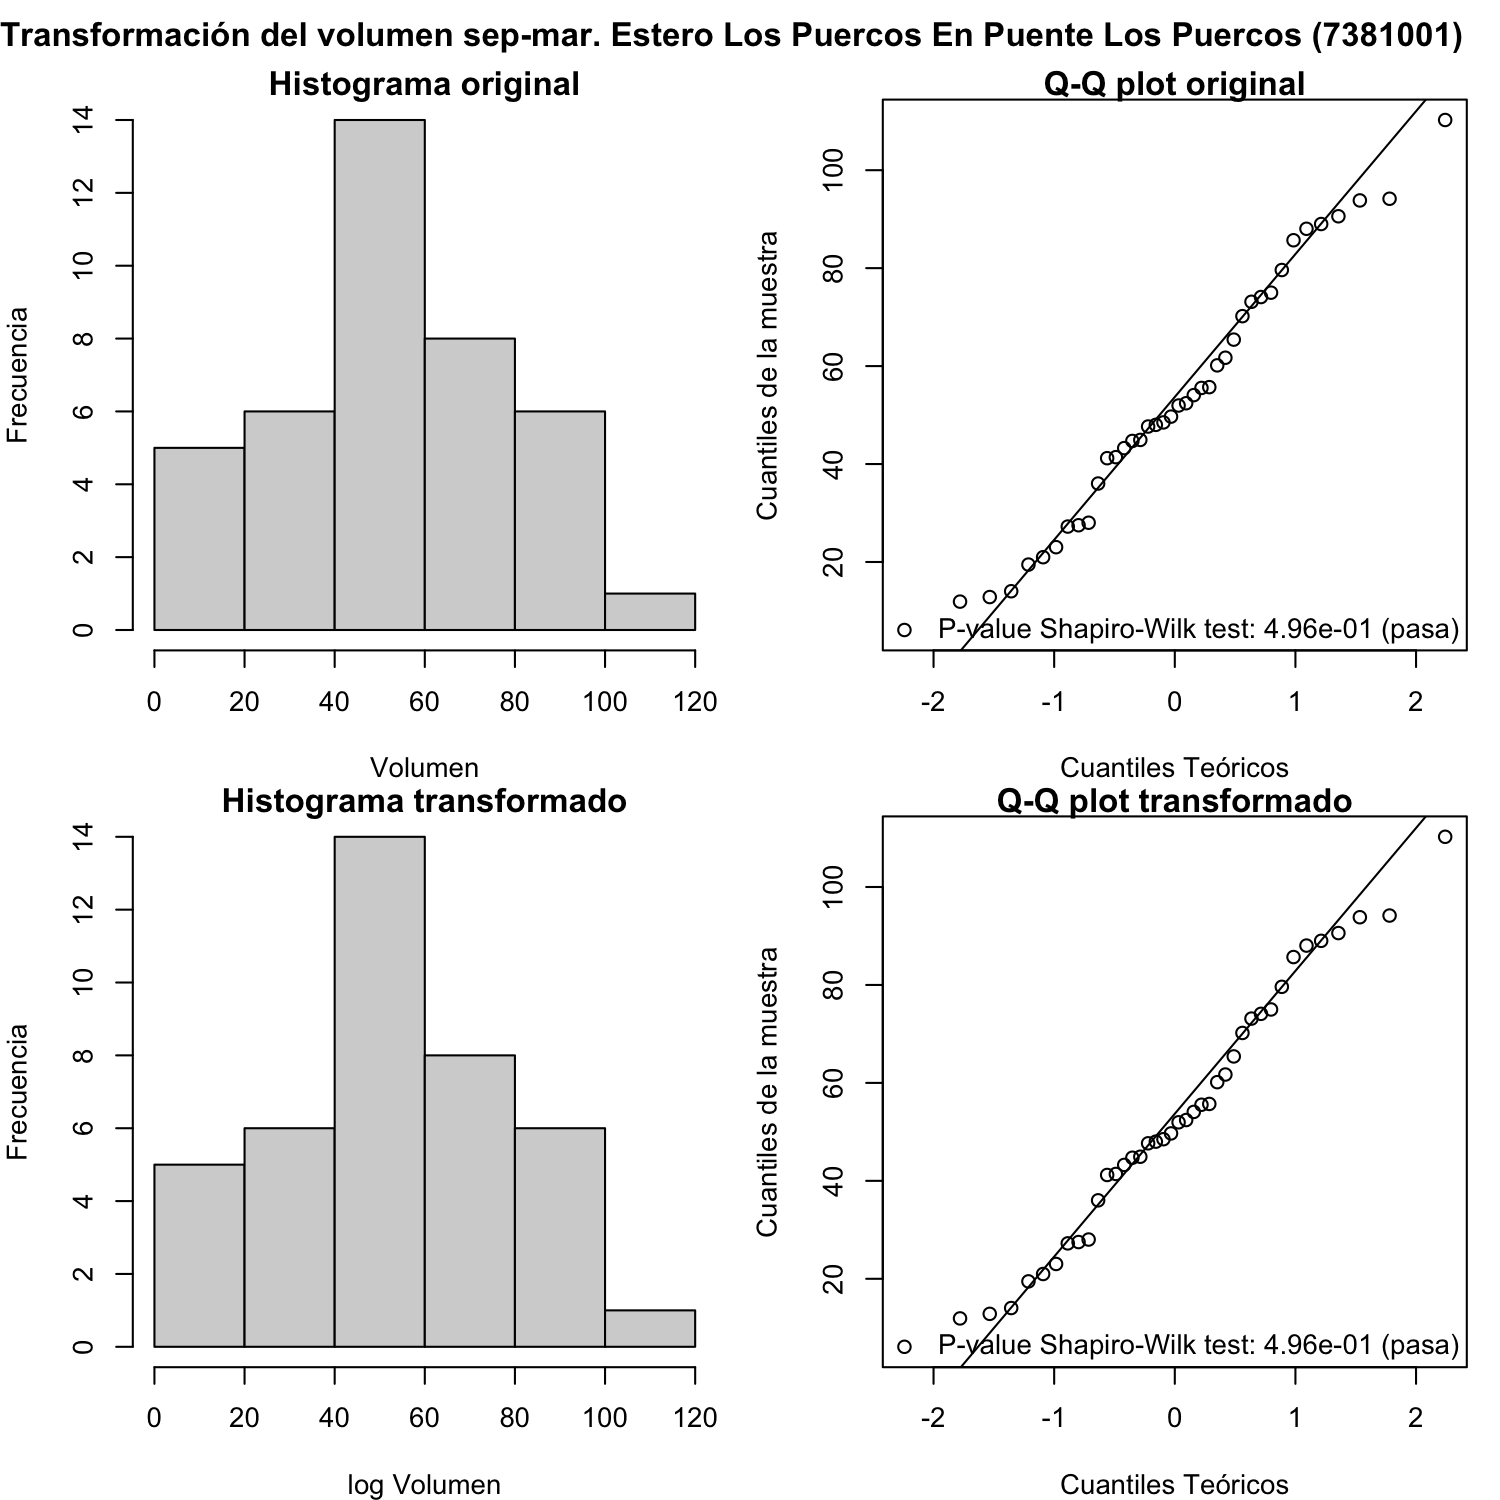 Transformación del volumen sep-mar. Estero Los Puercos En Puente Los Puercos (7381001)
Histograma original
Frecuencia
0 2 4 6 8 10 12 14
0 20 40 60 80 100 120
Volumen
Q-Q plot original
Cuantiles de la muestra
20 40 60 80 100
P-value Shapiro-Wilk test: 4.96e-01 (pasa)
-2 -1 0 1 2
Cuantiles Teóricos
Histograma transformado
Frecuencia
0 2 4 6 8 10 12 14
0 20 40 60 80 100 120
log Volumen
Q-Q plot transformado
Cuantiles de la muestra
20 40 60 80 100
P-value Shapiro-Wilk test: 4.96e-01 (pasa)
-2 -1 0 1 2
Cuantiles Teóricos